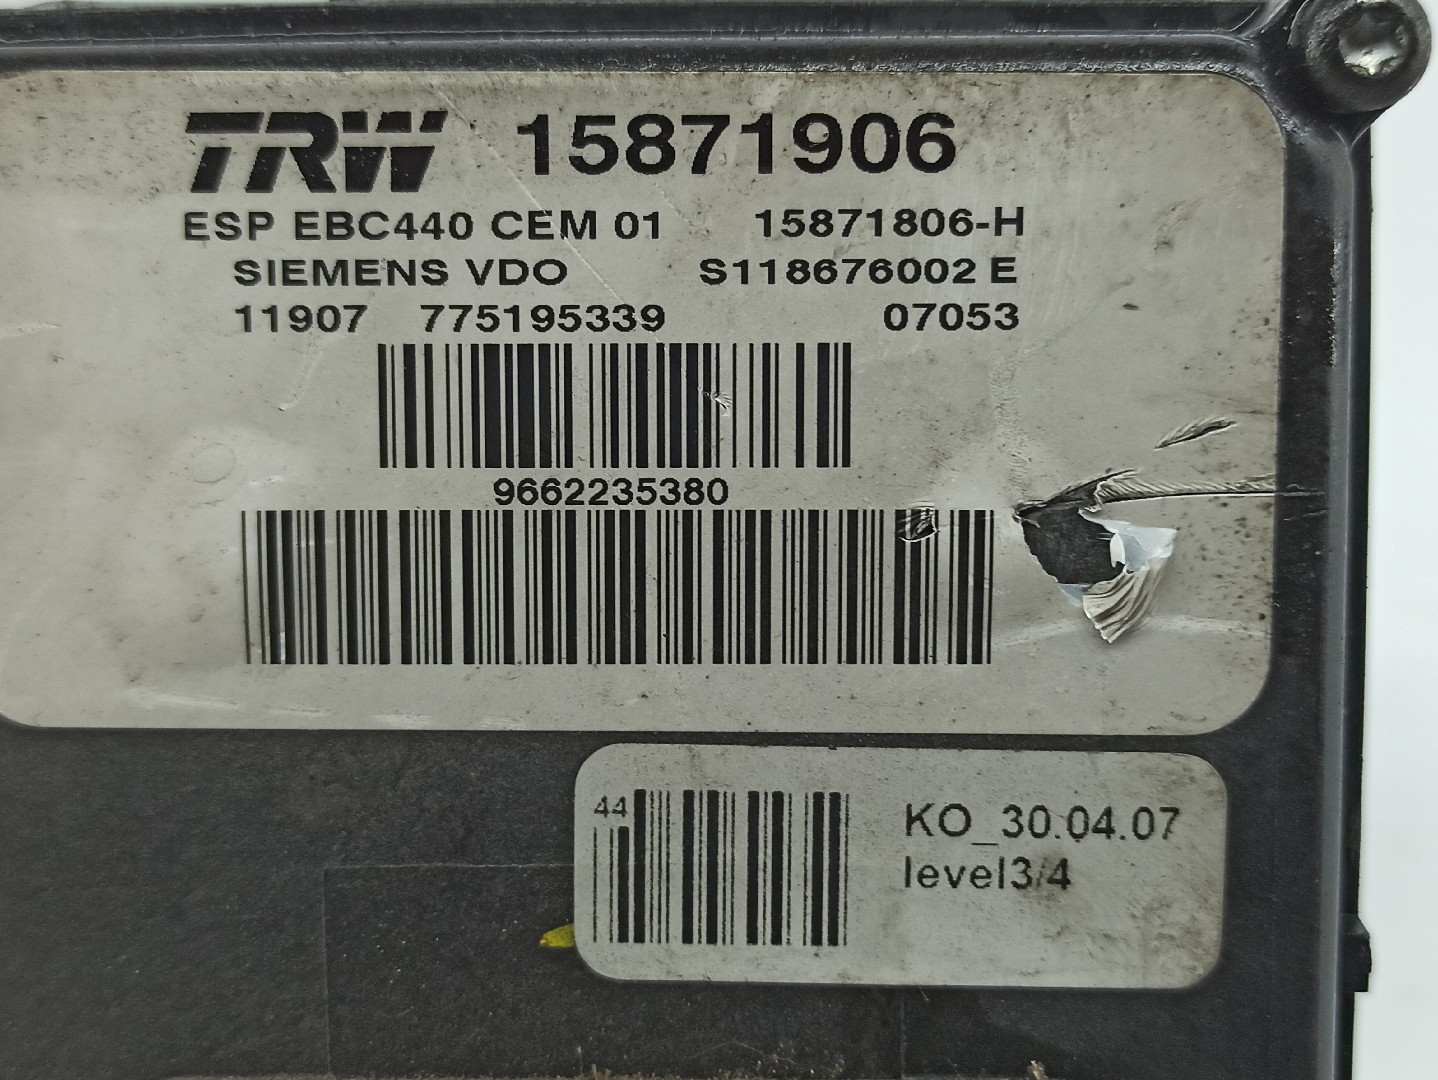 TRW 15871906
ESP EBC440 CEM 01 15871806-H
SIEMENS VDO S118676002 E
11907 775195339 07053
9662235380
44
KO_30.04.07
level3/4